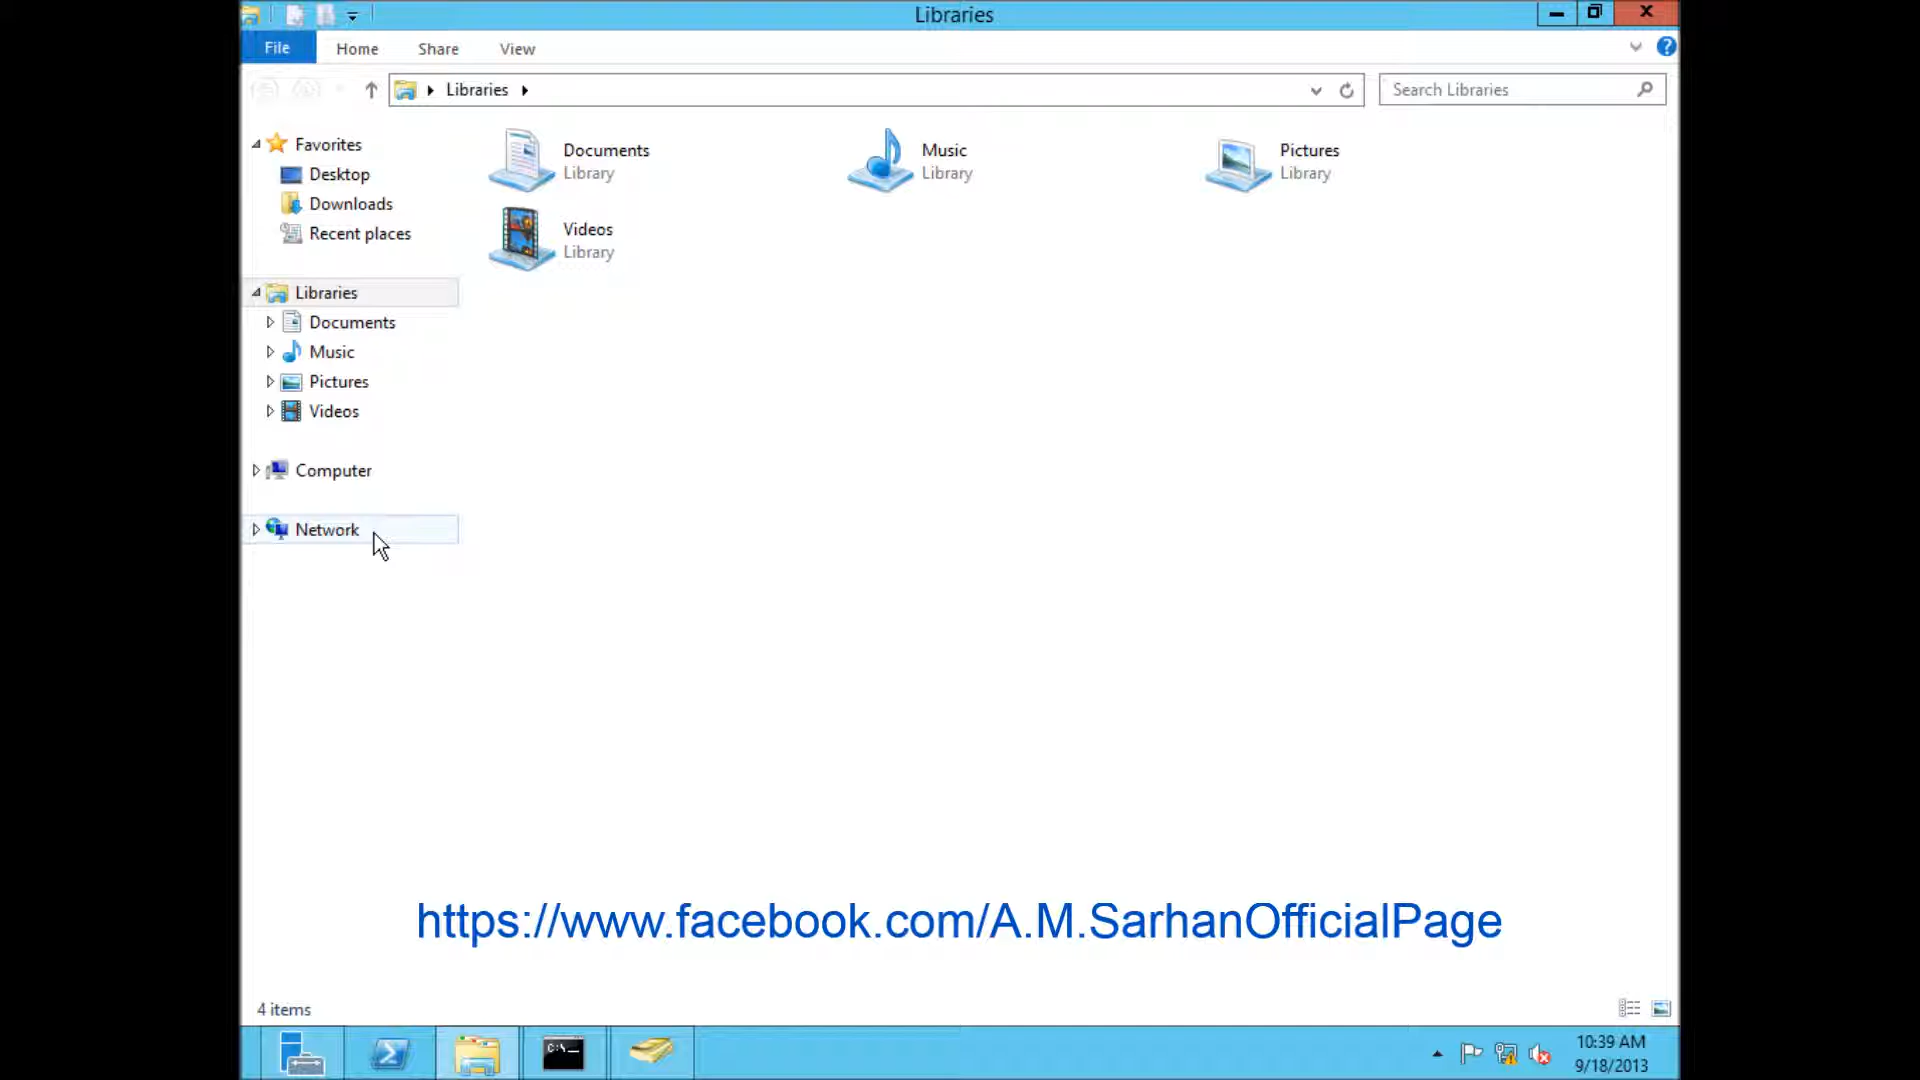 Libraries
File Home Share View
Libraries
Search Libraries
Favorites
Desktop
Downloads
Recent places
Libraries
Documents
Music
Pictures
Videos
Computer
Network
Documents
Library
Music
Library
Pictures
Library
Videos
Library
https://www.facebook.com/A.M.SarhanOfficialPage
4 items
C:\
10:39 AM
9/18/2013